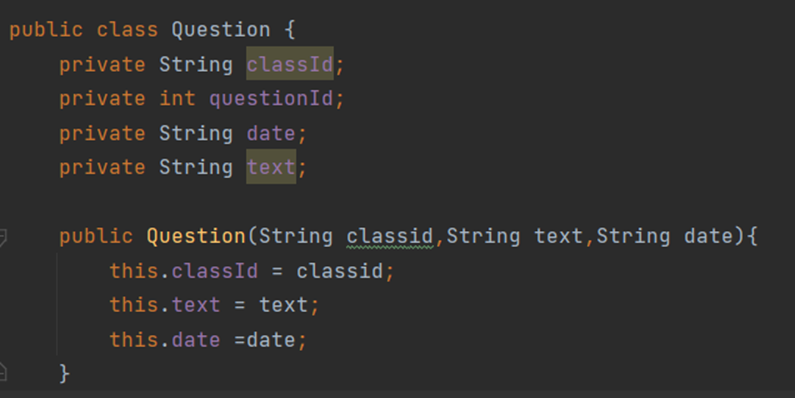 public class Question {
private String classId;
private int questionId;
private String date;
private String text;
public Question(String classid,String text,String date){
this.classId = classid;
this.text = text;
this.date =date;
}